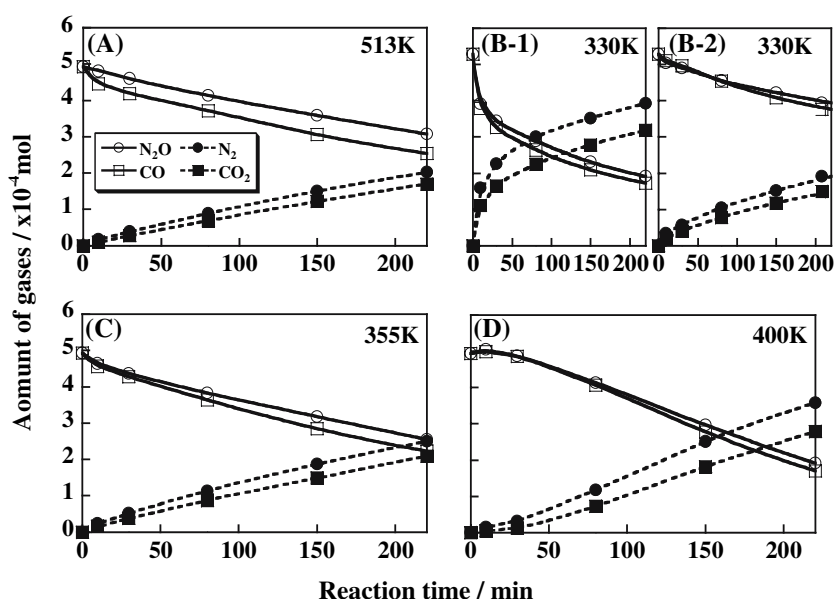 6
5
4
3
2
1
0
(A) 513K
N₂O N₂
CO CO₂
0 50 100 150 200
(B-1) 330K
0 50 100 150 200
(B-2) 330K
0 50 100 150 200
Aomunt of gases / x10⁻⁴mol
6
5
4
3
2
1
0
(C) 355K
0 50 100 150 200
(D) 400K
0 50 100 150 200
Reaction time / min